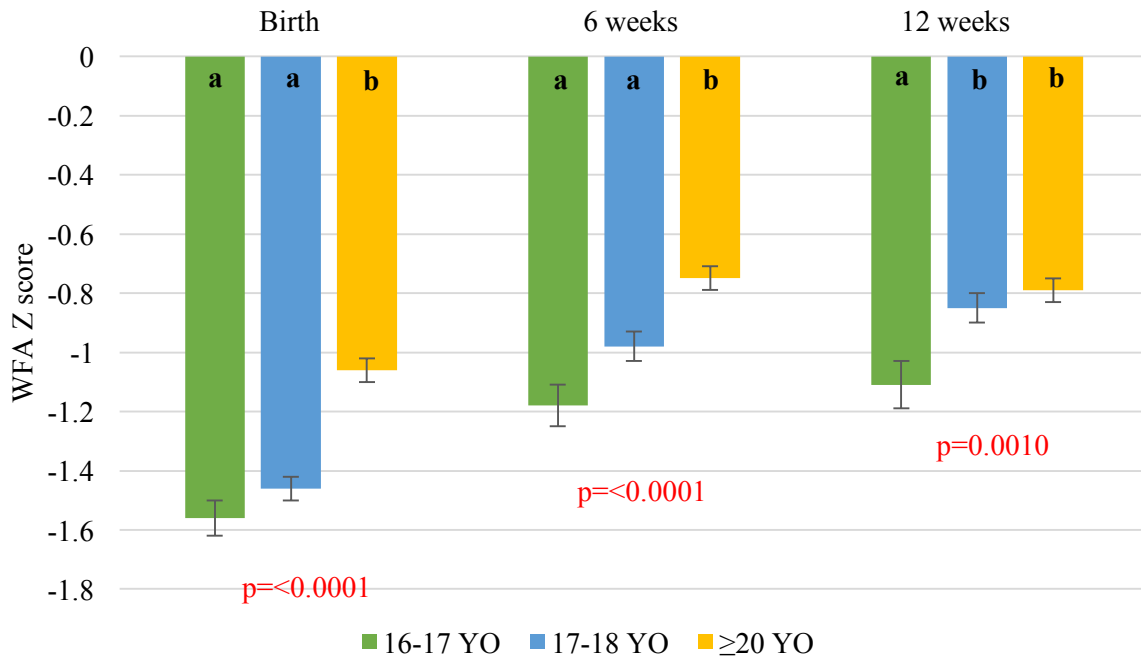 Birth 6 weeks 12 weeks
0
a a b a a b a b b
-0.2
-0.4
-0.6
-0.8
-1
-1.2
-1.4
-1.6
-1.8
WFA Z score
p=0.0010
p=<0.0001
p=<0.0001
16-17 YO 17-18 YO ≥20 YO